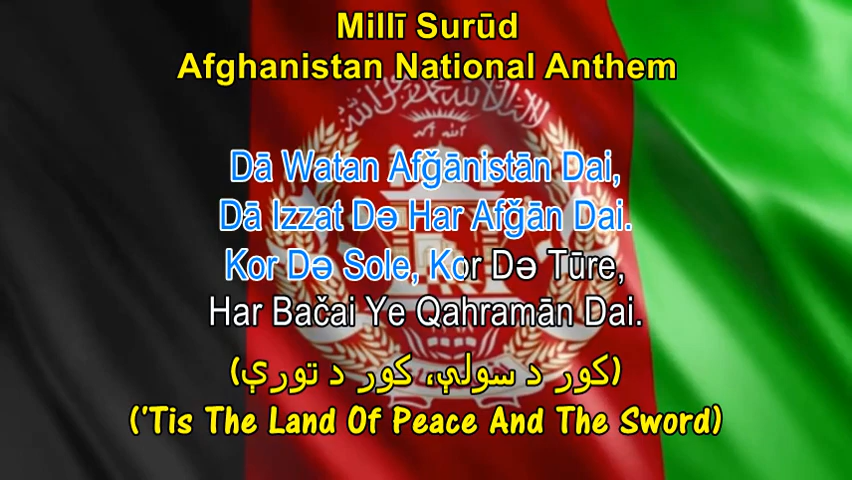 Millī Surūd
Afghanistan National Anthem
الله اکبر
Dā Watan Afğānistān Dai,
Dā Izzat Də Har Afğān Dai.
Kor Də Sole, Kor Də Tūre,
Har Bačai Ye Qahramān Dai.
(کور د سولې، کور د تورې)
('Tis The Land Of Peace And The Sword)